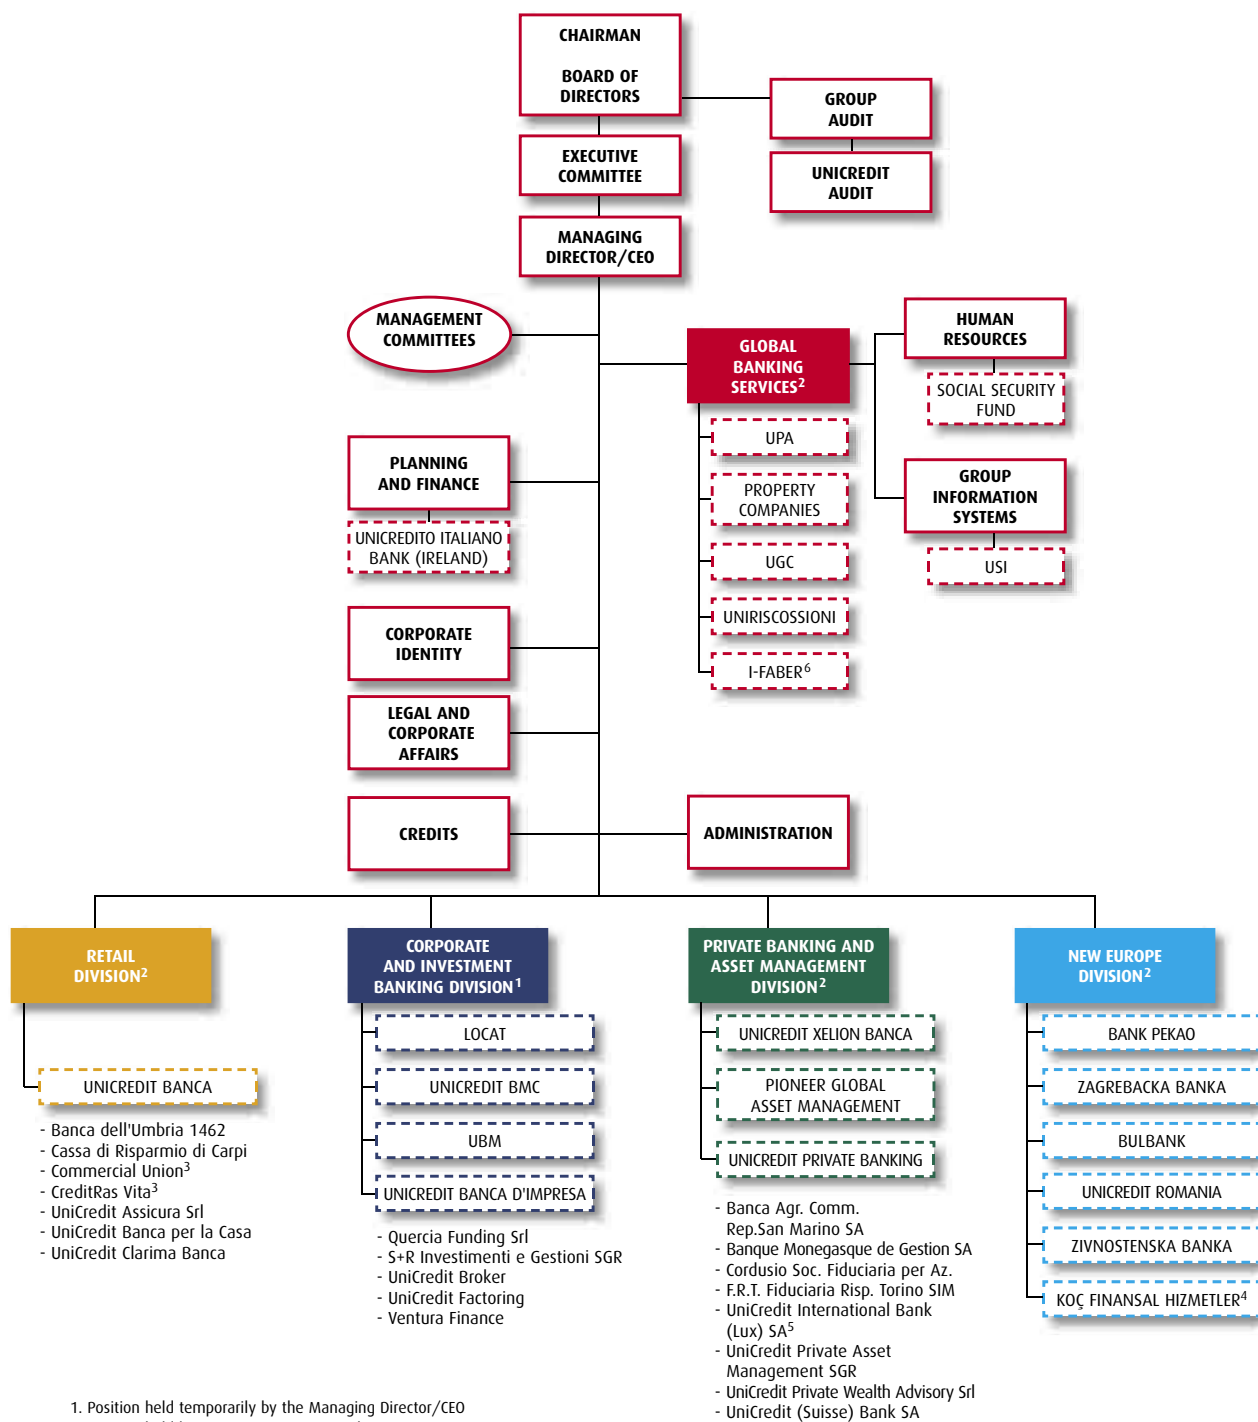 CHAIRMAN
BOARD OF
DIRECTORS
GROUP
AUDIT
EXECUTIVE
COMMITTEE
UNICREDIT
AUDIT
MANAGING
DIRECTOR/CEO
MANAGEMENT
COMMITTEES
GLOBAL
BANKING
SERVICES²
HUMAN
RESOURCES
SOCIAL SECURITY
FUND
UPA
PLANNING
AND FINANCE
UNICREDITO ITALIANO
BANK (IRELAND)
PROPERTY
COMPANIES
GROUP
INFORMATION
SYSTEMS
UGC
USI
UNIRISCOSSIONI
CORPORATE
IDENTITY
I-FABER⁶
LEGAL AND
CORPORATE
AFFAIRS
CREDITS
ADMINISTRATION
RETAIL
DIVISION²
UNICREDIT BANCA
- Banca dell'Umbria 1462
- Cassa di Risparmio di Carpi
- Commercial Union³
- CreditRas Vita³
- UniCredit Assicura Srl
- UniCredit Banca per la Casa
- UniCredit Clarima Banca
CORPORATE
AND INVESTMENT
BANKING DIVISION¹
LOCAT
UNICREDIT BMC
UBM
UNICREDIT BANCA D'IMPRESA
- Quercia Funding Srl
- S+R Investimenti e Gestioni SGR
- UniCredit Broker
- UniCredit Factoring
- Ventura Finance
PRIVATE BANKING AND
ASSET MANAGEMENT
DIVISION²
UNICREDIT XELION BANCA
PIONEER GLOBAL
ASSET MANAGEMENT
UNICREDIT PRIVATE BANKING
- Banca Agr. Comm.
Rep.San Marino SA
- Banque Monegasque de Gestion SA
- Cordusio Soc. Fiduciaria per Az.
- F.R.T. Fiduciaria Risp. Torino SIM
- UniCredit International Bank
(Lux) SA⁵
- UniCredit Private Asset
Management SGR
- UniCredit Private Wealth Advisory Srl
- UniCredit (Suisse) Bank SA
NEW EUROPE
DIVISION²
BANK PEKAO
ZAGREBACKA BANKA
BULBANK
UNICREDIT ROMANIA
ZIVNOSTENSKA BANKA
KOÇ FINANSAL HIZMETLER⁴
1. Position held temporarily by the Managing Director/CEO